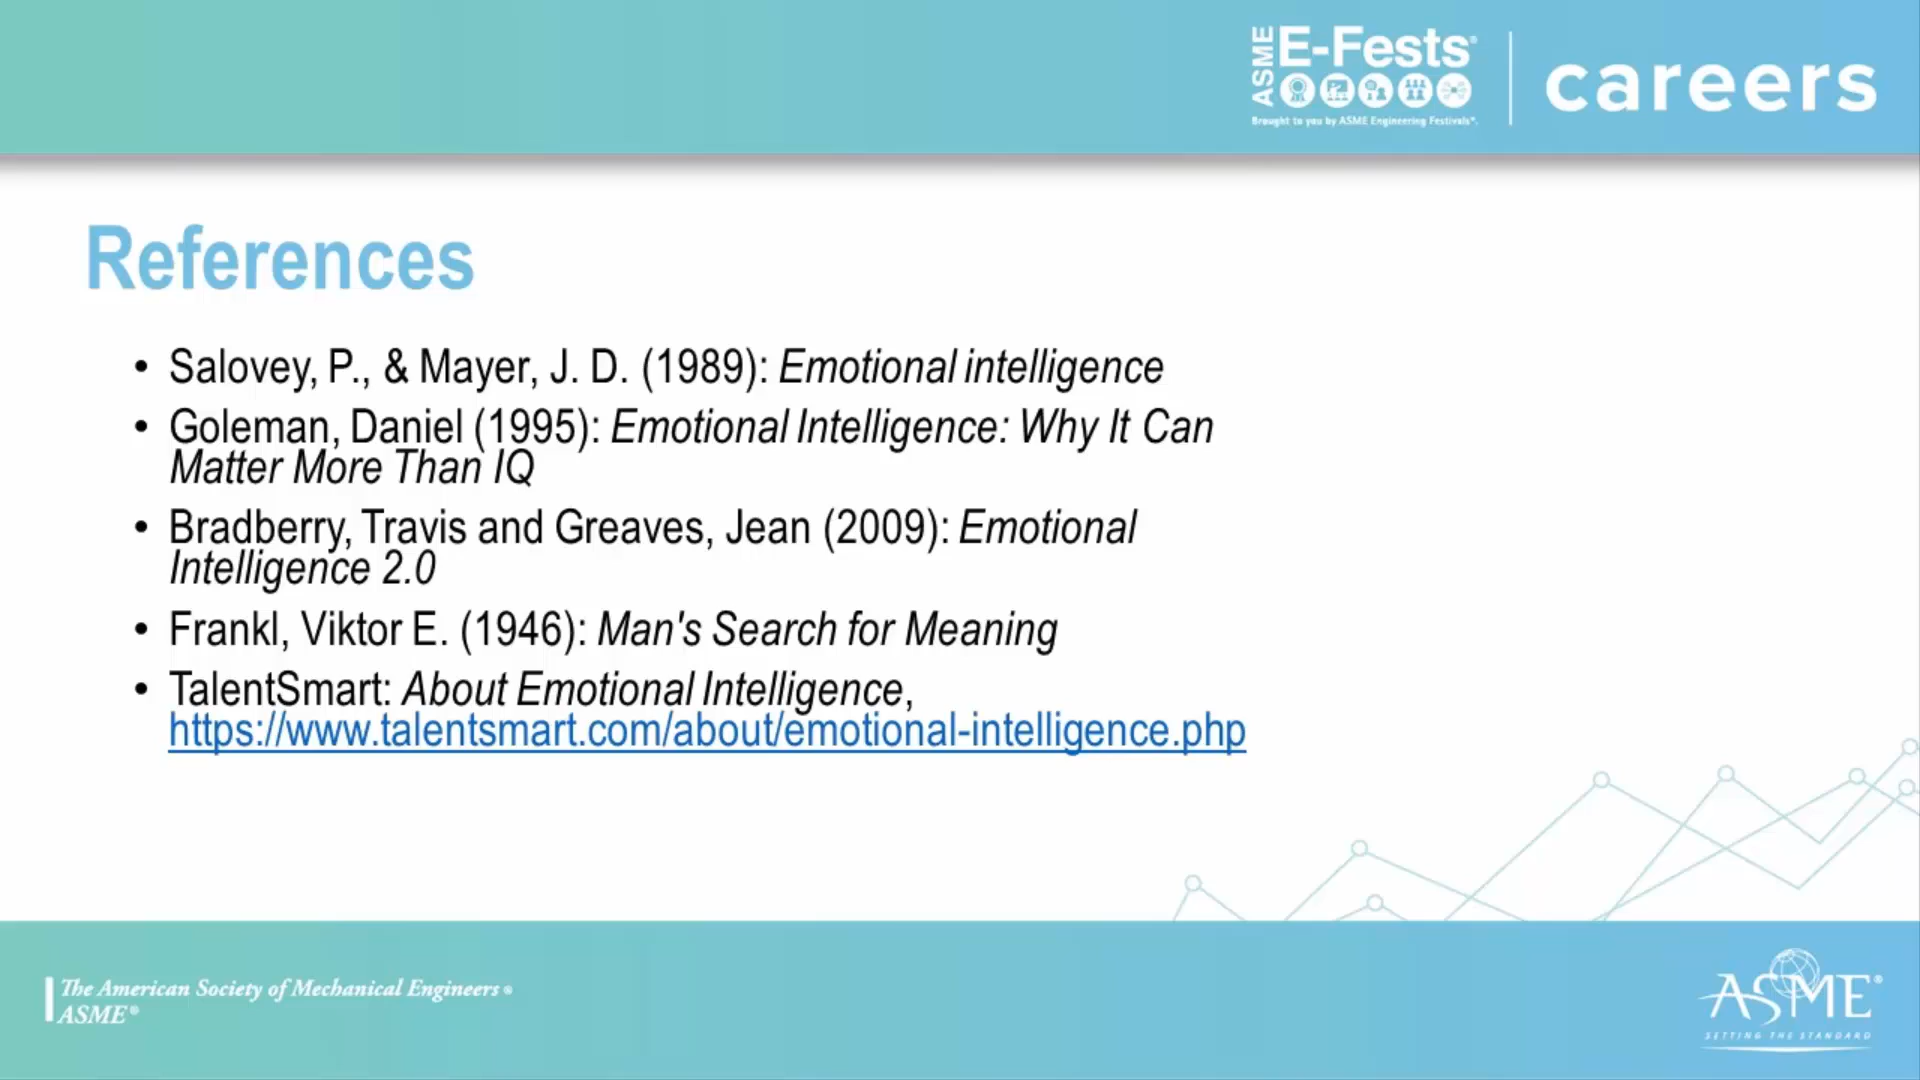 ASME E-Fests®
Brought to you by ASME Engineering Festivals®.
careers
References
• Salovey, P., & Mayer, J. D. (1989): Emotional intelligence
• Goleman, Daniel (1995): Emotional Intelligence: Why It Can
Matter More Than IQ
• Bradberry, Travis and Greaves, Jean (2009): Emotional
Intelligence 2.0
• Frankl, Viktor E. (1946): Man's Search for Meaning
• TalentSmart: About Emotional Intelligence,
https://www.talentsmart.com/about/emotional-intelligence.php
The American Society of Mechanical Engineers®
ASME®
ASME®
SETTING THE STANDARD